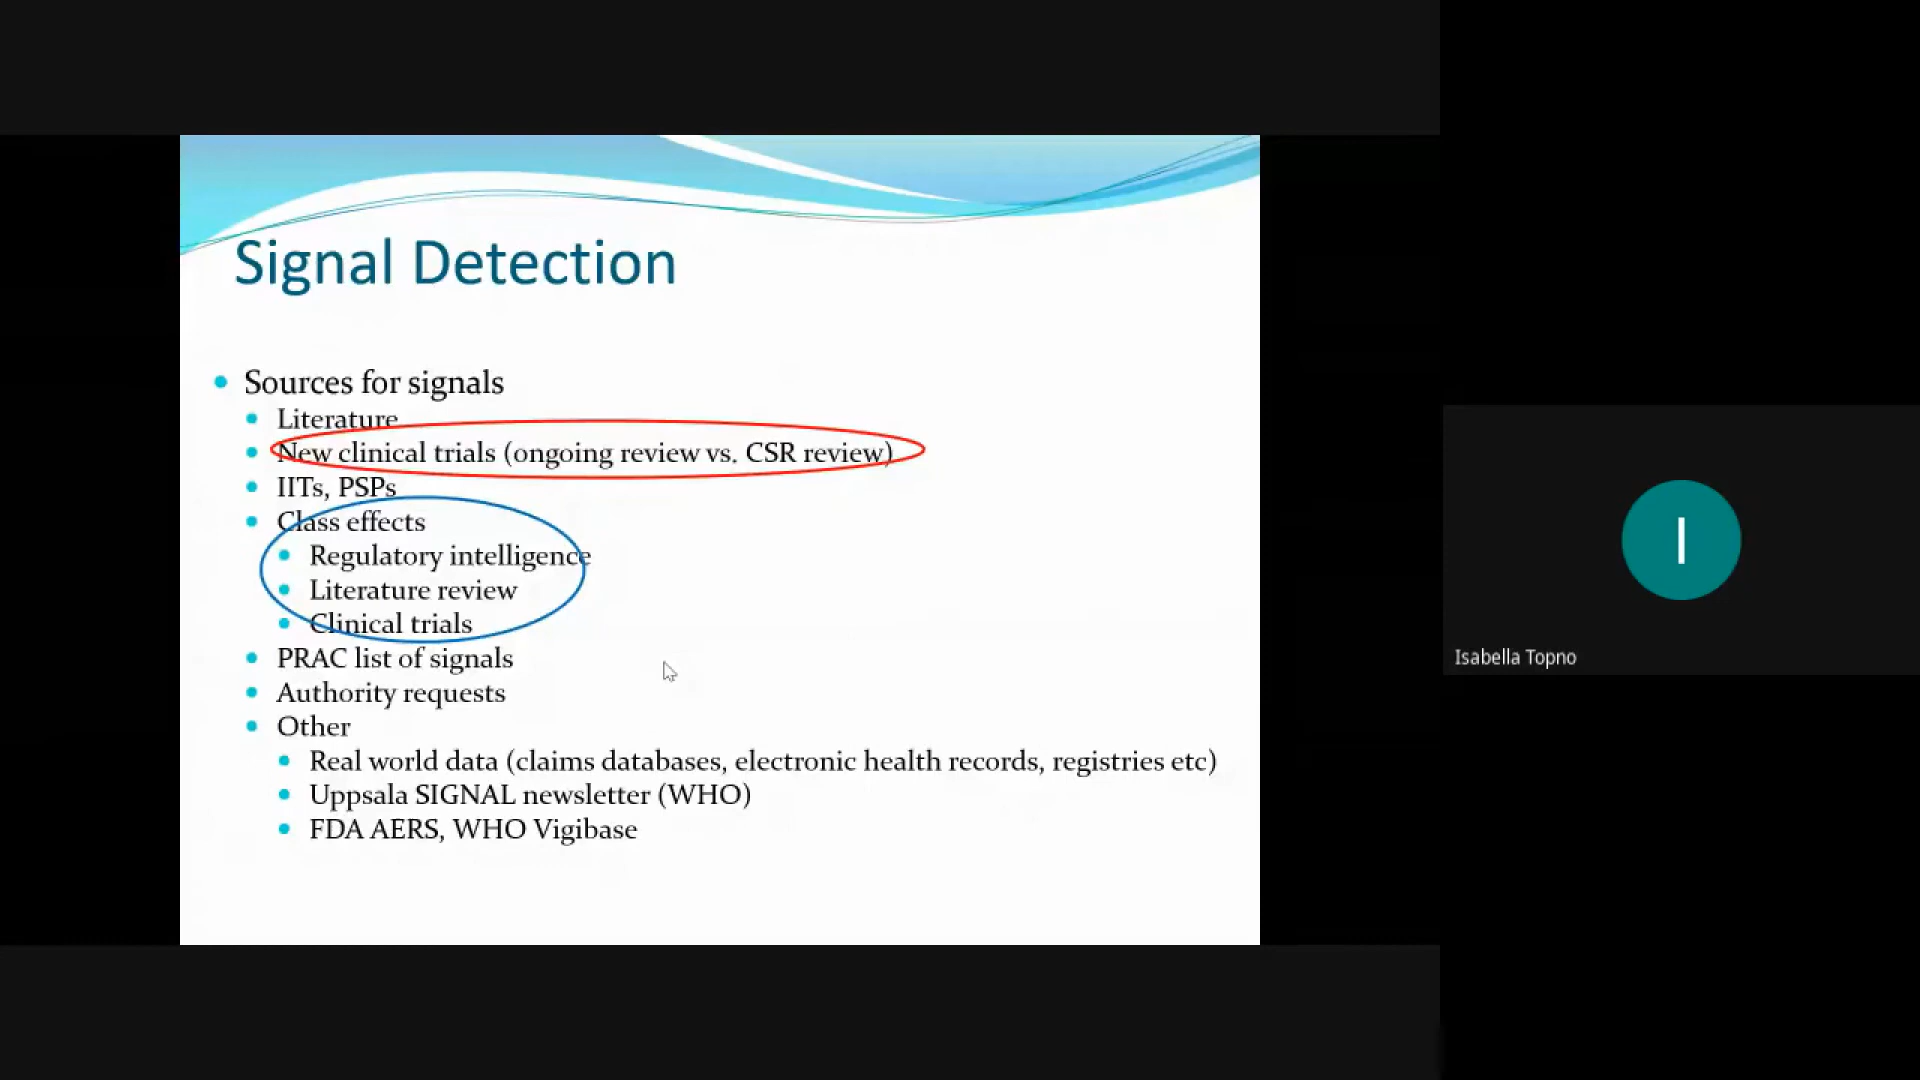 Signal Detection
Sources for signals
Literature
New clinical trials (ongoing review vs. CSR review)
IITs, PSPs
Class effects
Regulatory intelligence
Literature review
Clinical trials
PRAC list of signals
Authority requests
Other
Real world data (claims databases, electronic health records, registries etc)
Uppsala SIGNAL newsletter (WHO)
FDA AERS, WHO Vigibase
I
Isabella Topno